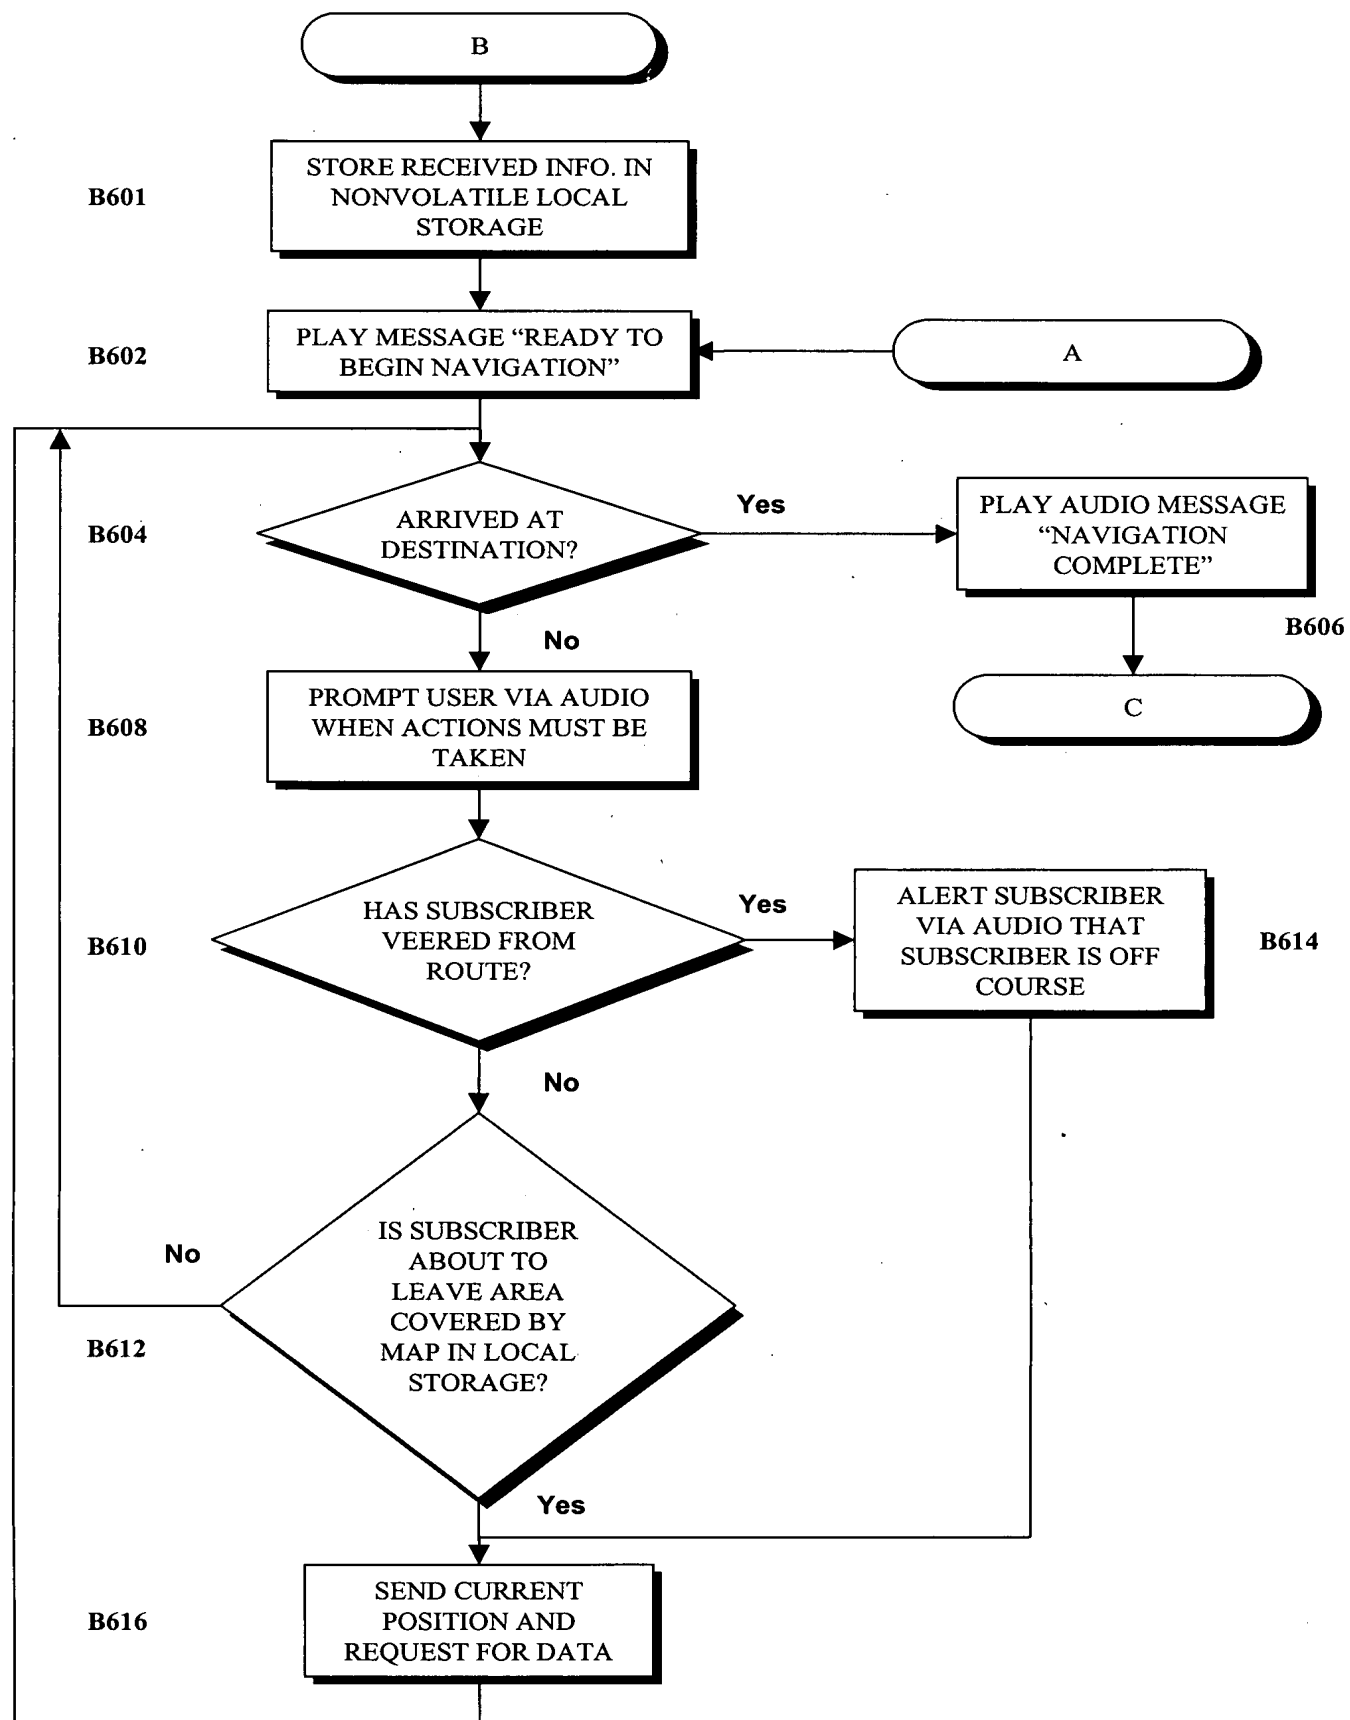 B
B601
STORE RECEIVED INFO. IN
NONVOLATILE LOCAL
STORAGE
B602
PLAY MESSAGE “READY TO
BEGIN NAVIGATION”
A
B604
ARRIVED AT
DESTINATION?
Yes
PLAY AUDIO MESSAGE
“NAVIGATION
COMPLETE”
B606
No
C
B608
PROMPT USER VIA AUDIO
WHEN ACTIONS MUST BE
TAKEN
B610
HAS SUBSCRIBER
VEERED FROM
ROUTE?
Yes
ALERT SUBSCRIBER
VIA AUDIO THAT
SUBSCRIBER IS OFF
COURSE
B614
No
IS SUBSCRIBER
ABOUT TO
LEAVE AREA
COVERED BY
MAP IN LOCAL
STORAGE?
No
B612
Yes
B616
SEND CURRENT
POSITION AND
REQUEST FOR DATA